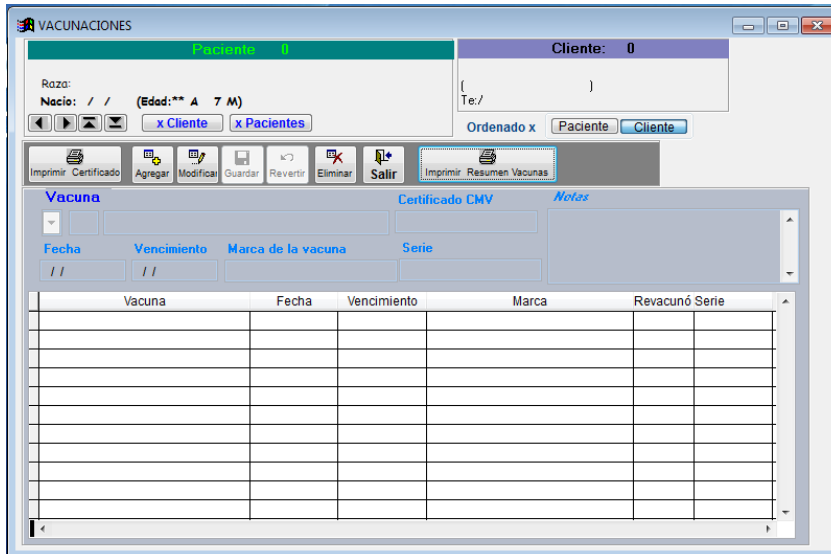 VACUNACIONES
Paciente 0
Cliente: 0
Raza:
Nacio: / / (Edad:** A 7 M)
( )
Te:/
x Cliente x Pacientes
Ordenado x Paciente Cliente
Imprimir Certificado Agregar Modificar Guardar Revertir Eliminar Salir Imprimir Resumen Vacunas
Vacuna Certificado CMV Notas
Fecha Vencimiento Marca de la vacuna Serie
/ / / /
Vacuna Fecha Vencimiento Marca Revacunó Serie